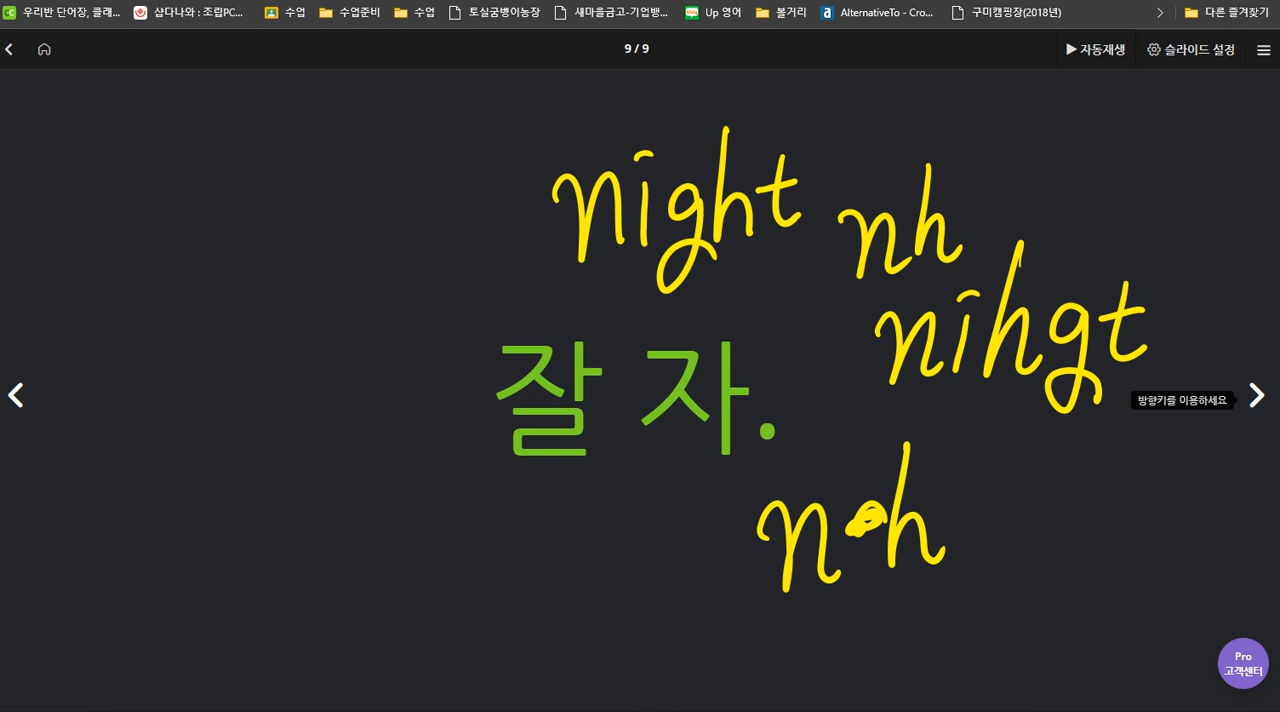 우리반 단어장, 클래... 샵다나와 : 조립PC... 수업 수업준비 수업 토실굼벵이농장 새마을금고-기업뱅... Up 영어 볼거리 AlternativeTo - Cro... 구미캠핑장(2018년) 다른 즐겨찾기
9 / 9 자동재생 슬라이드 설정
night nh
nihgt
잘 자.
방향키를 이용하세요
n h
Pro
고객센터